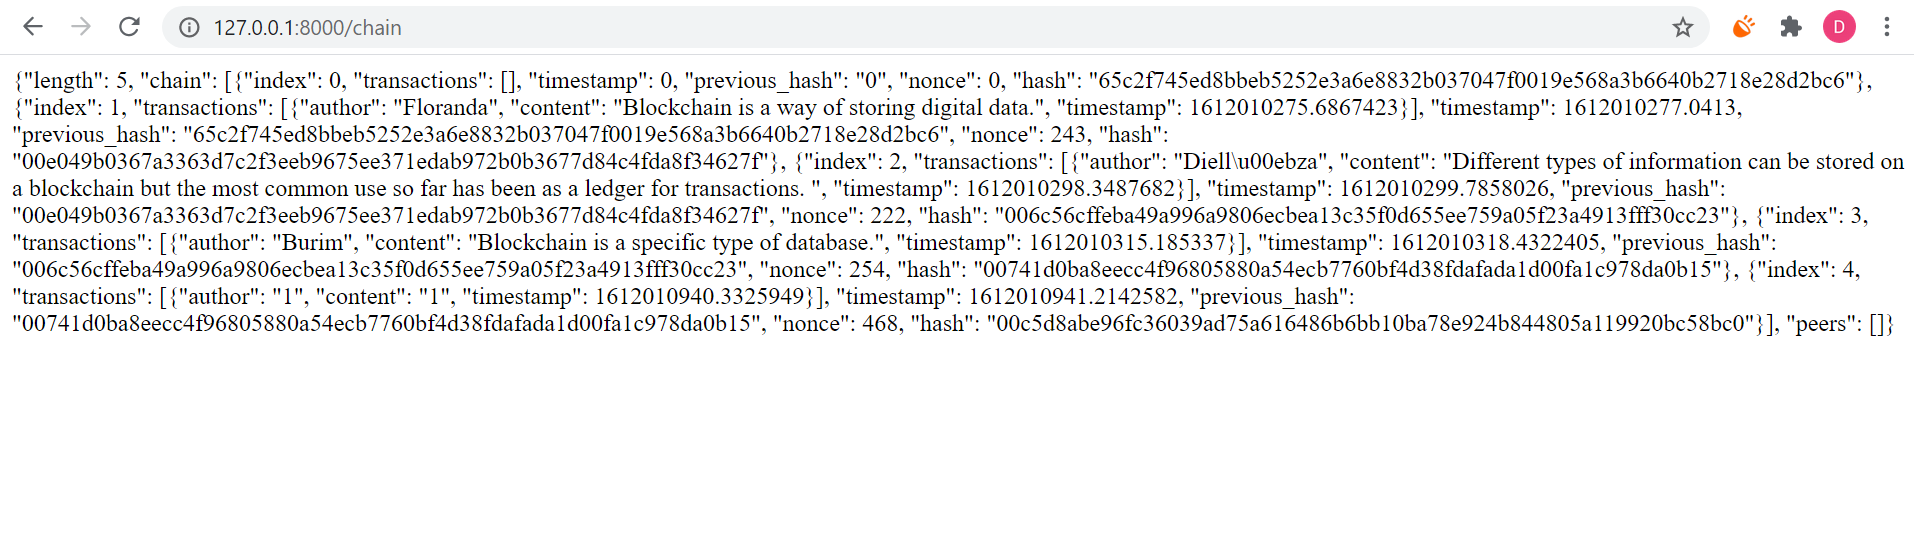 127.0.0.1:8000/chain
D
{"length": 5, "chain": [{"index": 0, "transactions": [], "timestamp": 0, "previous_hash": "0", "nonce": 0, "hash": "65c2f745ed8bbeb5252e3a6e8832b037047f0019e568a3b6640b2718e28d2bc6"},
{"index": 1, "transactions": [{"author": "Floranda", "content": "Blockchain is a way of storing digital data.", "timestamp": 1612010275.6867423}], "timestamp": 1612010277.0413,
"previous_hash": "65c2f745ed8bbeb5252e3a6e8832b037047f0019e568a3b6640b2718e28d2bc6", "nonce": 243, "hash":
"00e049b0367a3363d7c2f3eeb9675ee371edab972b0b3677d84c4fda8f34627f"}, {"index": 2, "transactions": [{"author": "Diell\u00ebza", "content": "Different types of information can be stored on
a blockchain but the most common use so far has been as a ledger for transactions. ", "timestamp": 1612010298.3487682}], "timestamp": 1612010299.7858026, "previous_hash":
"00e049b0367a3363d7c2f3eeb9675ee371edab972b0b3677d84c4fda8f34627f", "nonce": 222, "hash": "006c56cffeba49a996a9806ecbea13c35f0d655ee759a05f23a4913fff30cc23"}, {"index": 3,
"transactions": [{"author": "Burim", "content": "Blockchain is a specific type of database.", "timestamp": 1612010315.185337}], "timestamp": 1612010318.4322405, "previous_hash":
"006c56cffeba49a996a9806ecbea13c35f0d655ee759a05f23a4913fff30cc23", "nonce": 254, "hash": "00741d0ba8eecc4f96805880a54ecb7760bf4d38fdafada1d00fa1c978da0b15"}, {"index": 4,
"transactions": [{"author": "1", "content": "1", "timestamp": 1612010940.3325949}], "timestamp": 1612010941.2142582, "previous_hash":
"00741d0ba8eecc4f96805880a54ecb7760bf4d38fdafada1d00fa1c978da0b15", "nonce": 468, "hash": "00c5d8abe96fc36039ad75a616486b6bb10ba78e924b844805a119920bc58bc0"}], "peers": []}